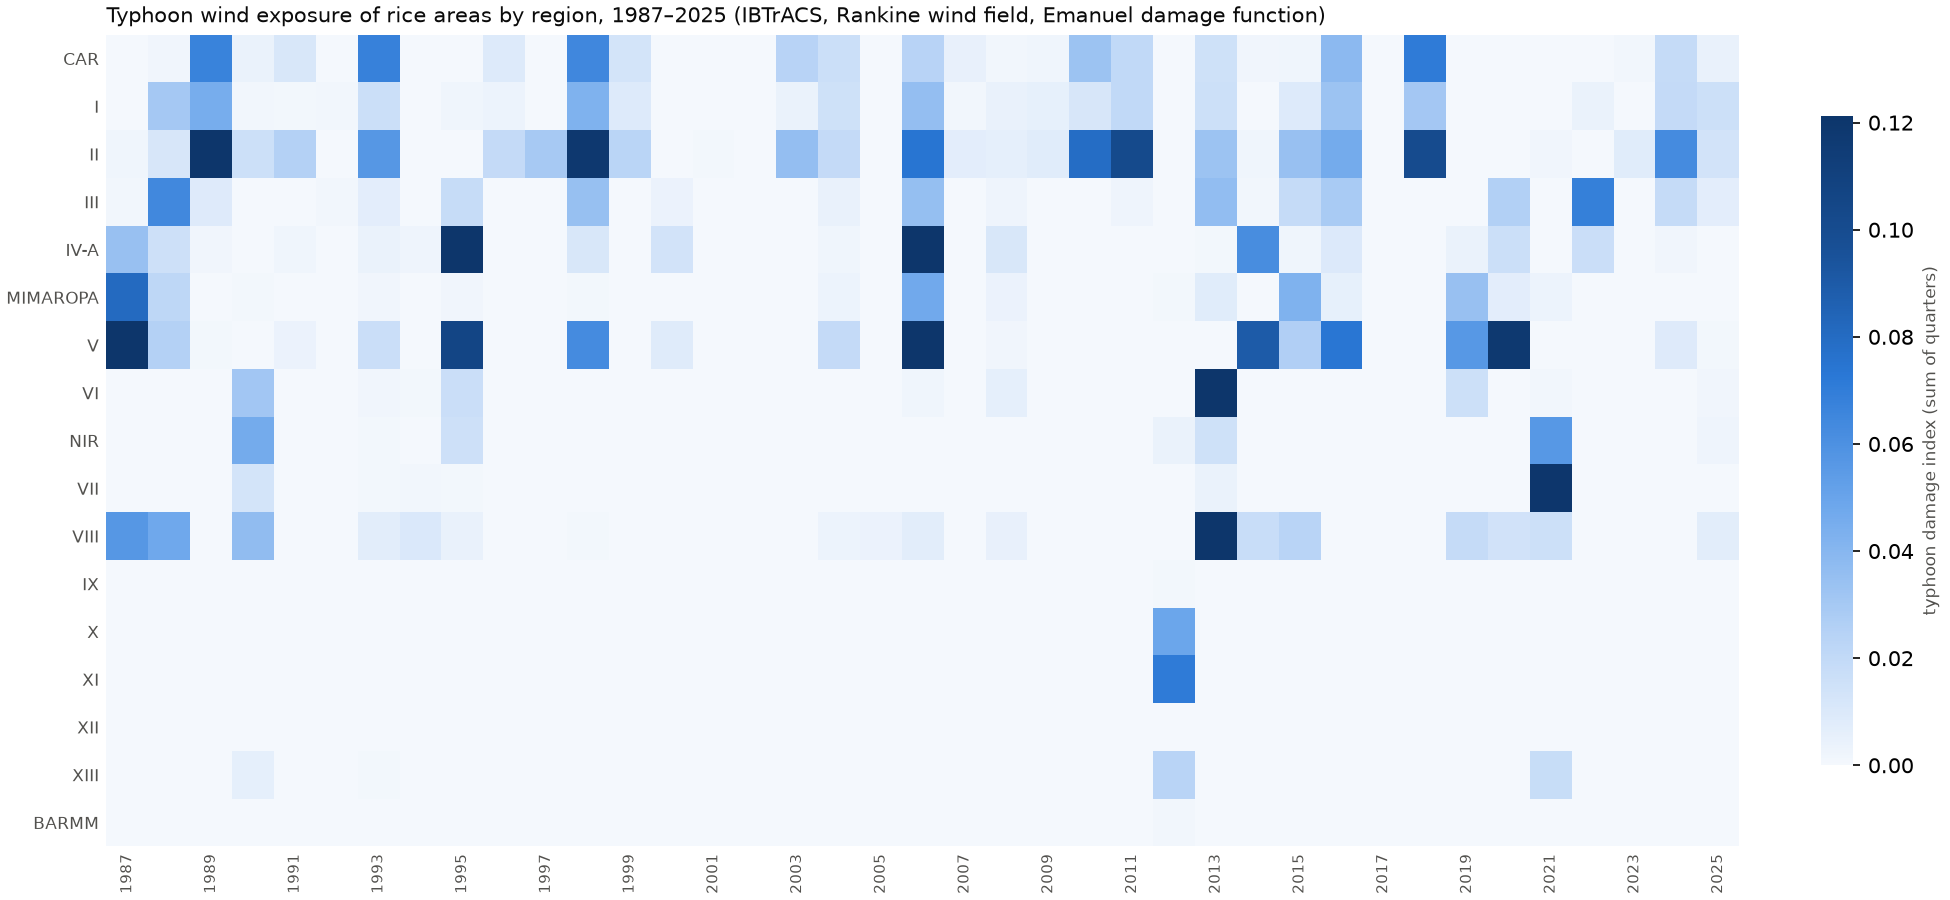 Typhoon wind exposure of rice areas by region, 1987–2025 (IBTrACS, Rankine wind field, Emanuel damage function)
CAR
I
II
III
IV-A
MIMAROPA
V
VI
NIR
VII
VIII
IX
X
XI
XII
XIII
BARMM
1987
1989
1991
1993
1995
1997
1999
2001
2003
2005
2007
2009
2011
2013
2015
2017
2019
2021
2023
2025
0.12
0.10
0.08
0.06
0.04
0.02
0.00
typhoon damage index (sum of quarters)